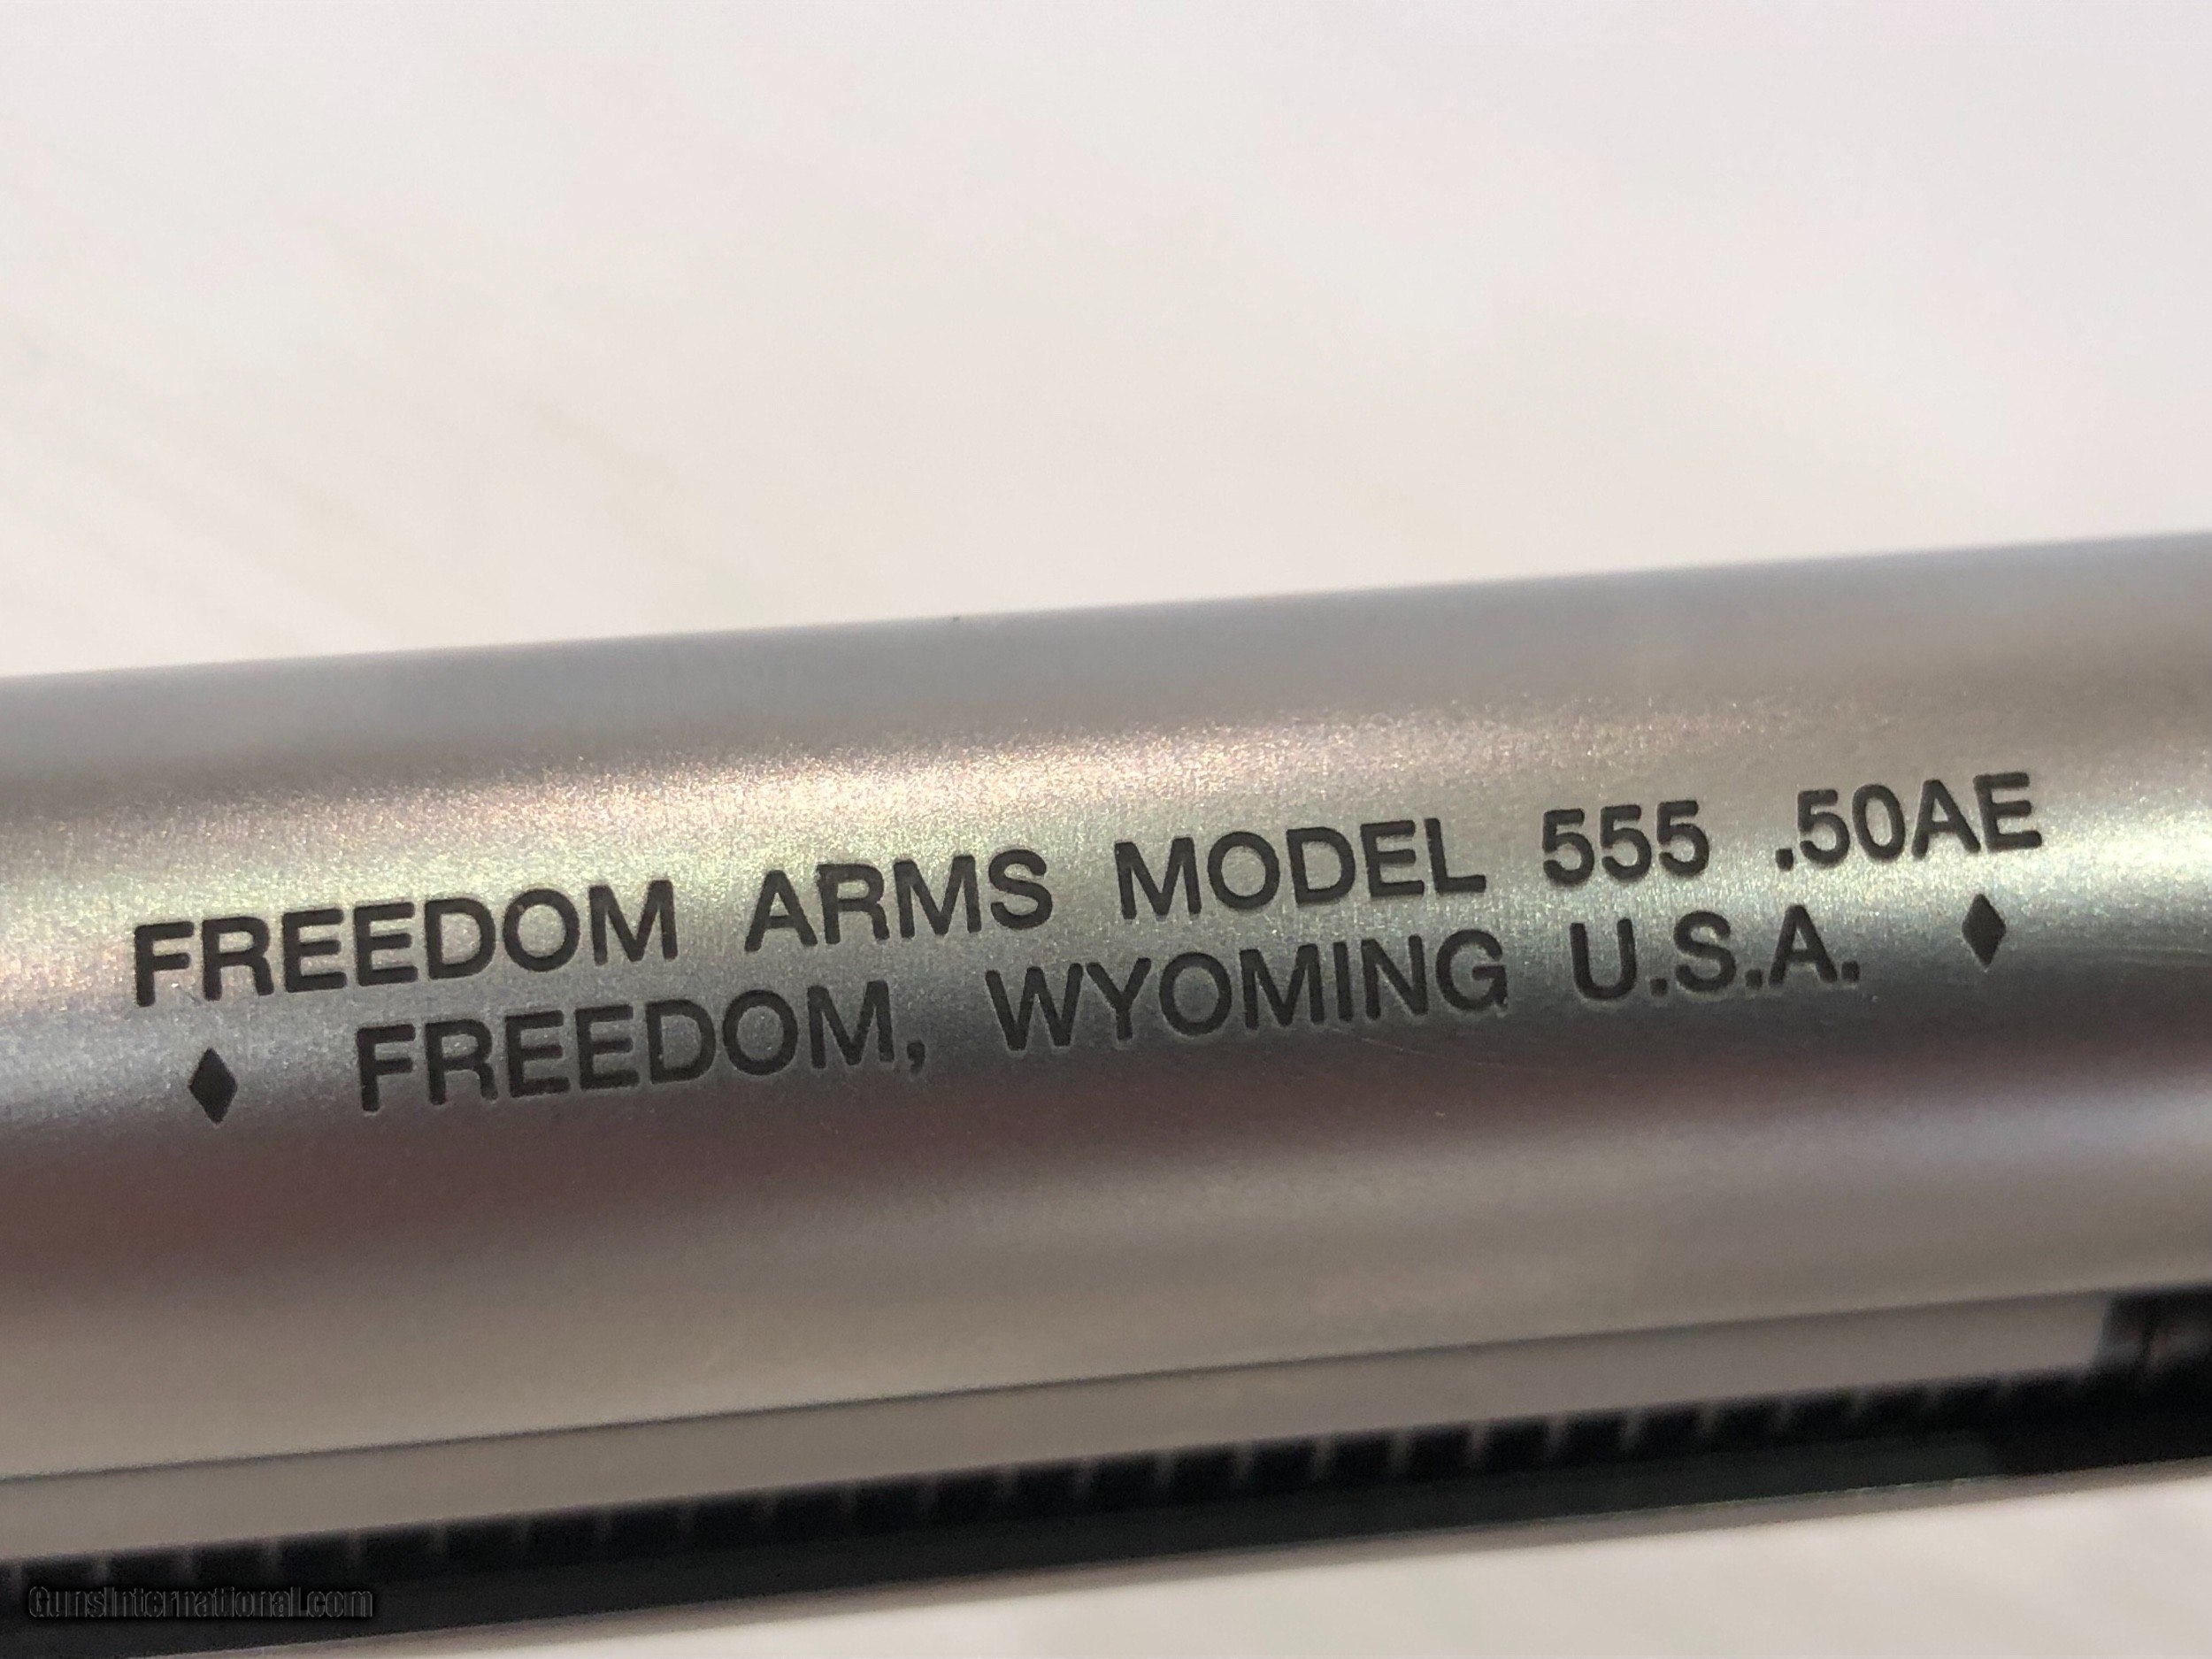 FREEDOM ARMS MODEL 555 .50AE
♦ FREEDOM, WYOMING U.S.A. ♦
GunsInternational.com